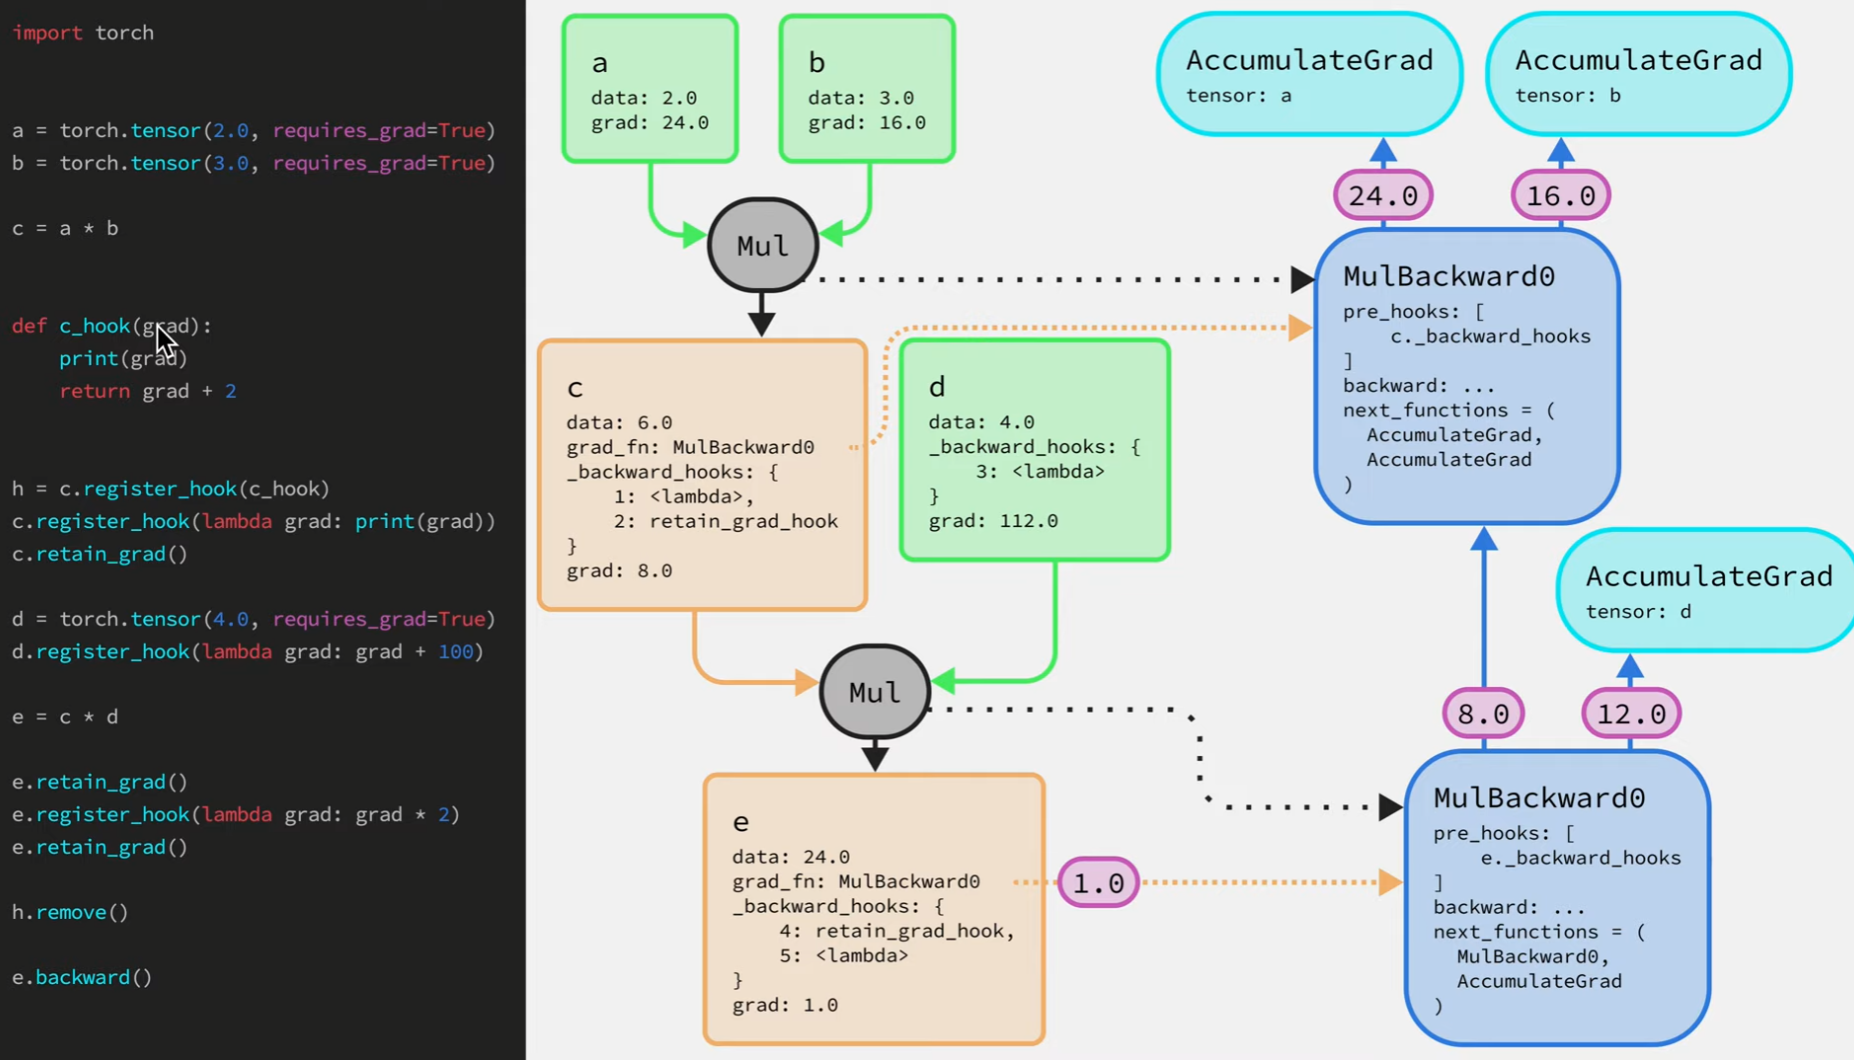 import torch
a = torch.tensor(2.0, requires_grad=True)
b = torch.tensor(3.0, requires_grad=True)
c = a * b
def c_hook(grad):
    print(grad)
    return grad + 2
h = c.register_hook(c_hook)
c.register_hook(lambda grad: print(grad))
c.retain_grad()
d = torch.tensor(4.0, requires_grad=True)
d.register_hook(lambda grad: grad + 100)
e = c * d
e.retain_grad()
e.register_hook(lambda grad: grad * 2)
e.retain_grad()
h.remove()
e.backward()
a
data: 2.0
grad: 24.0
b
data: 3.0
grad: 16.0
Mul
c
data: 6.0
grad_fn: MulBackward0
_backward_hooks: {
    1: <lambda>,
    2: retain_grad_hook
}
grad: 8.0
d
data: 4.0
_backward_hooks: {
    3: <lambda>
}
grad: 112.0
Mul
e
data: 24.0
grad_fn: MulBackward0
_backward_hooks: {
    4: retain_grad_hook,
    5: <lambda>
}
grad: 1.0
1.0
AccumulateGrad
tensor: a
AccumulateGrad
tensor: b
24.0
16.0
MulBackward0
pre_hooks: [
    c._backward_hooks
]
backward: ...
next_functions = (
  AccumulateGrad,
  AccumulateGrad
)
AccumulateGrad
tensor: d
8.0
12.0
MulBackward0
pre_hooks: [
    e._backward_hooks
]
backward: ...
next_functions = (
  MulBackward0,
  AccumulateGrad
)